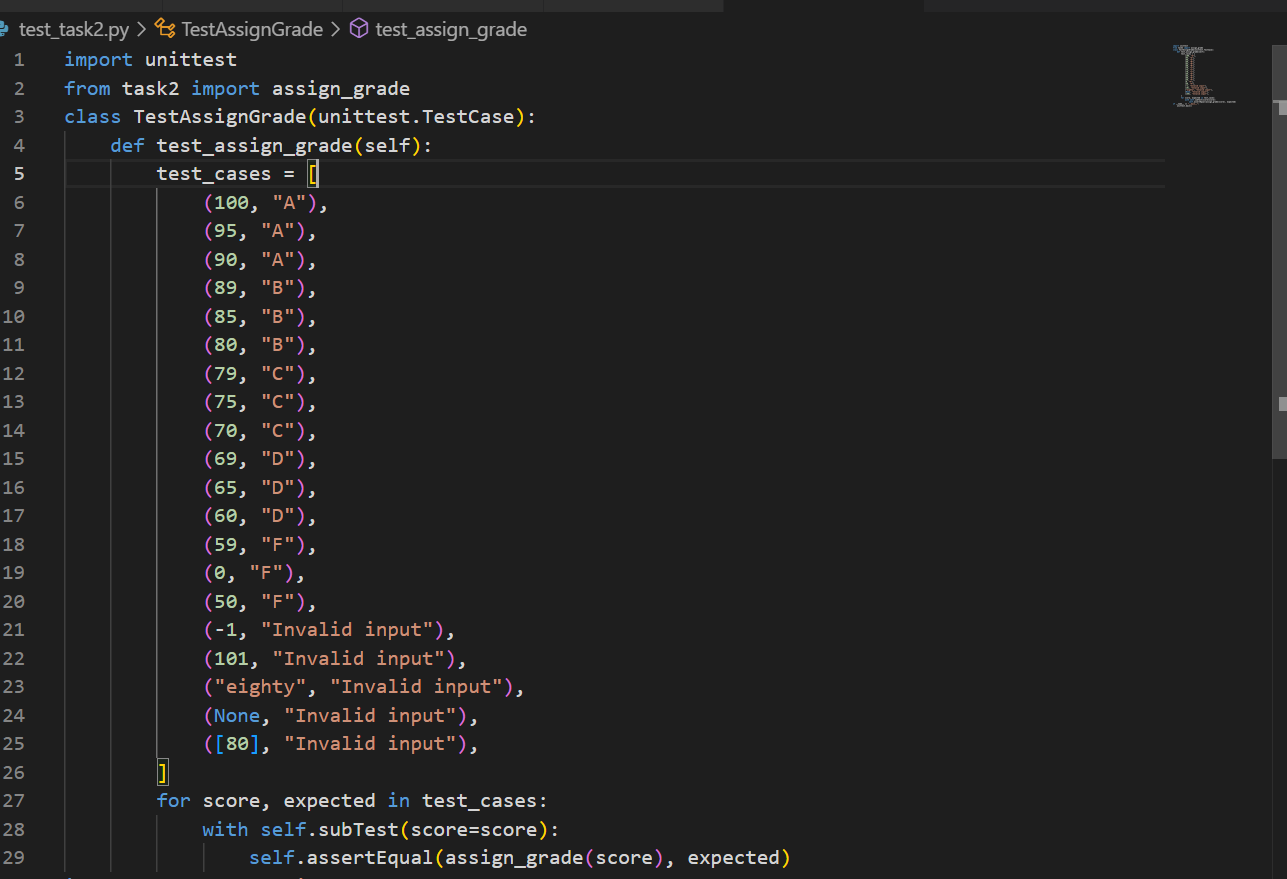 test_task2.py > TestAssignGrade > test_assign_grade
1 import unittest
2 from task2 import assign_grade
3 class TestAssignGrade(unittest.TestCase):
4     def test_assign_grade(self):
5         test_cases = [
6             (100, "A"),
7             (95, "A"),
8             (90, "A"),
9             (89, "B"),
10             (85, "B"),
11             (80, "B"),
12             (79, "C"),
13             (75, "C"),
14             (70, "C"),
15             (69, "D"),
16             (65, "D"),
17             (60, "D"),
18             (59, "F"),
19             (0, "F"),
20             (50, "F"),
21             (-1, "Invalid input"),
22             (101, "Invalid input"),
23             ("eighty", "Invalid input"),
24             (None, "Invalid input"),
25             ([80], "Invalid input"),
26         ]
27         for score, expected in test_cases:
28             with self.subTest(score=score):
29                 self.assertEqual(assign_grade(score), expected)